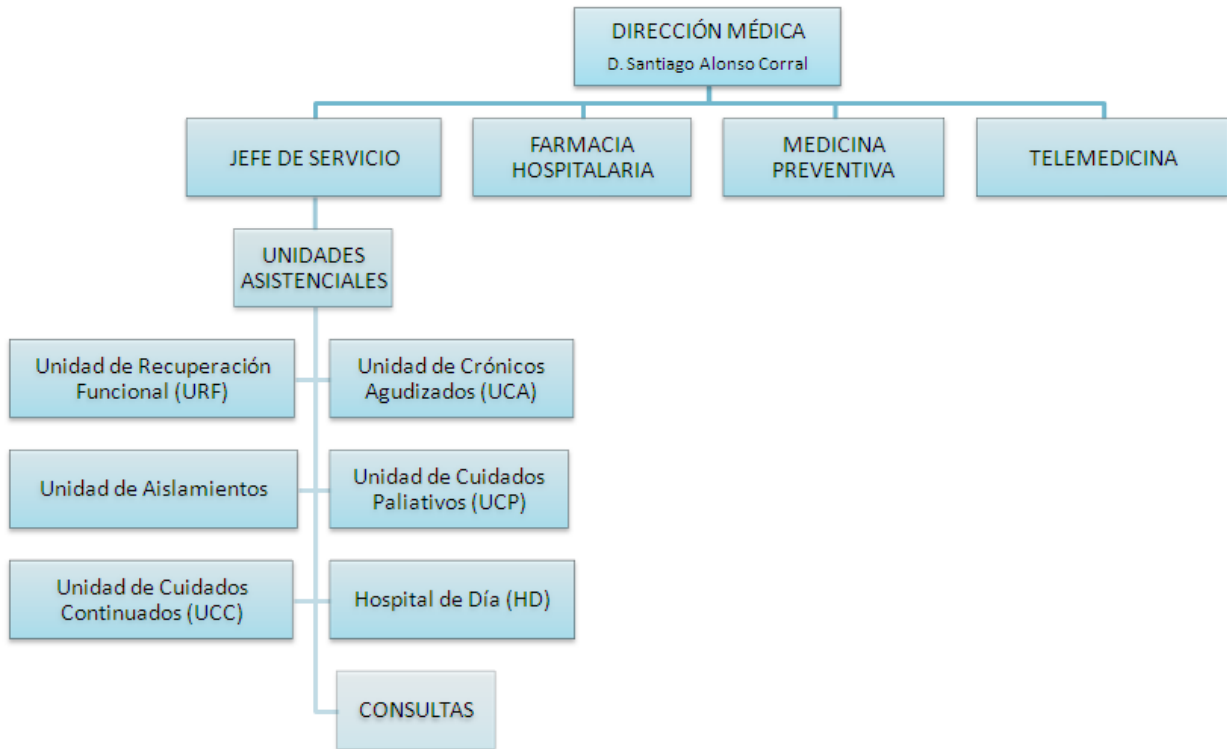 DIRECCIÓN MÉDICA
D. Santiago Alonso Corral
JEFE DE SERVICIO
FARMACIA
HOSPITALARIA
MEDICINA
PREVENTIVA
TELEMEDICINA
UNIDADES
ASISTENCIALES
Unidad de Recuperación
Funcional (URF)
Unidad de Crónicos
Agudizados (UCA)
Unidad de Aislamientos
Unidad de Cuidados
Paliativos (UCP)
Unidad de Cuidados
Continuados (UCC)
Hospital de Día (HD)
CONSULTAS